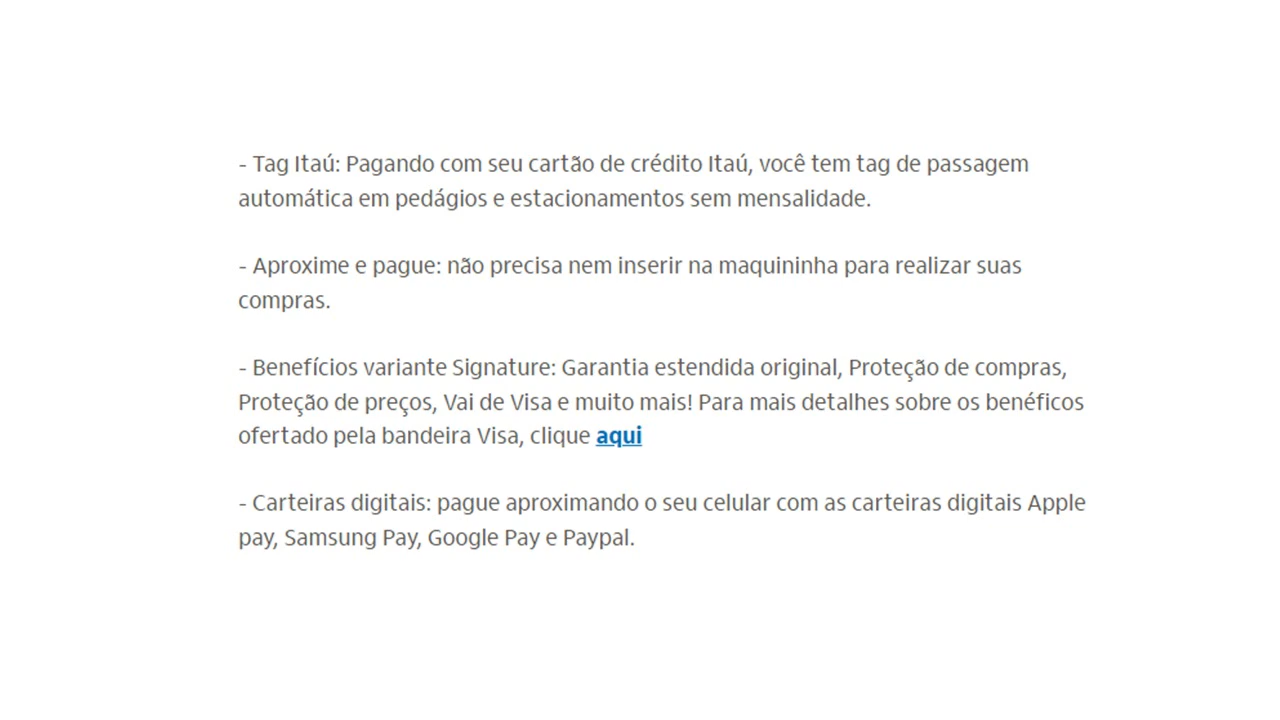 - Tag Itaú: Pagando com seu cartão de crédito Itaú, você tem tag de passagem
automática em pedágios e estacionamentos sem mensalidade.
- Aproxime e pague: não precisa nem inserir na maquininha para realizar suas
compras.
- Benefícios variante Signature: Garantia estendida original, Proteção de compras,
Proteção de preços, Vai de Visa e muito mais! Para mais detalhes sobre os benéficos
ofertado pela bandeira Visa, clique aqui
- Carteiras digitais: pague aproximando o seu celular com as carteiras digitais Apple
pay, Samsung Pay, Google Pay e Paypal.